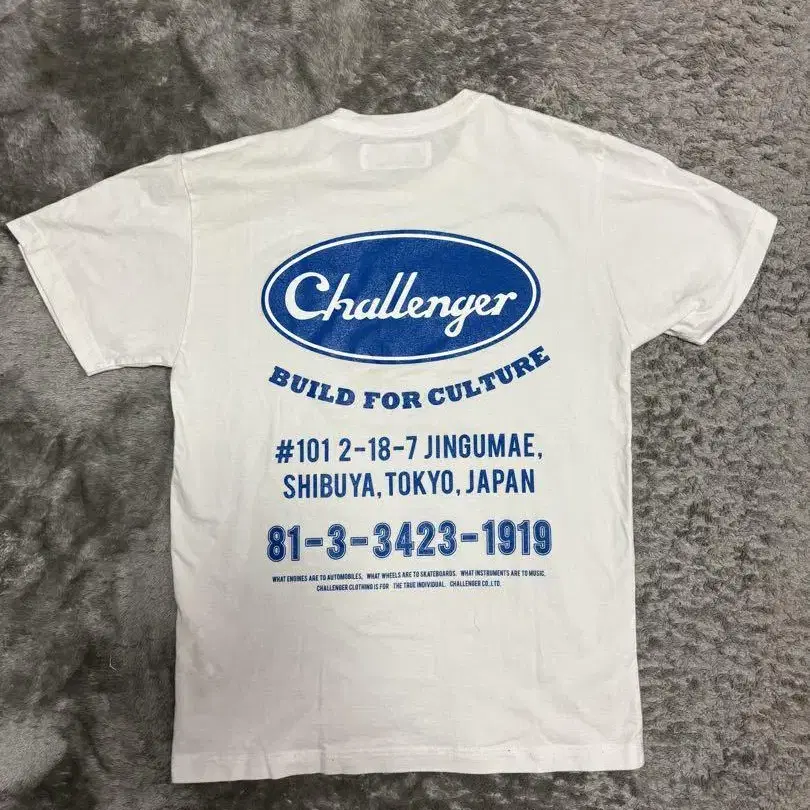 Challenger
BUILD FOR CULTURE
#101 2-18-7 JINGUMAE,
SHIBUYA, TOKYO, JAPAN
81-3-3423-1919
WHAT ENGINES ARE TO AUTOMOBILES, WHAT WHEELS ARE TO SKATEBOARDS. WHAT INSTRUMENTS ARE TO MUSIC,
CHALLENGER CLOTHING IS FOR THE TRUE INDIVIDUAL. CHALLENGER CO.,LTD.